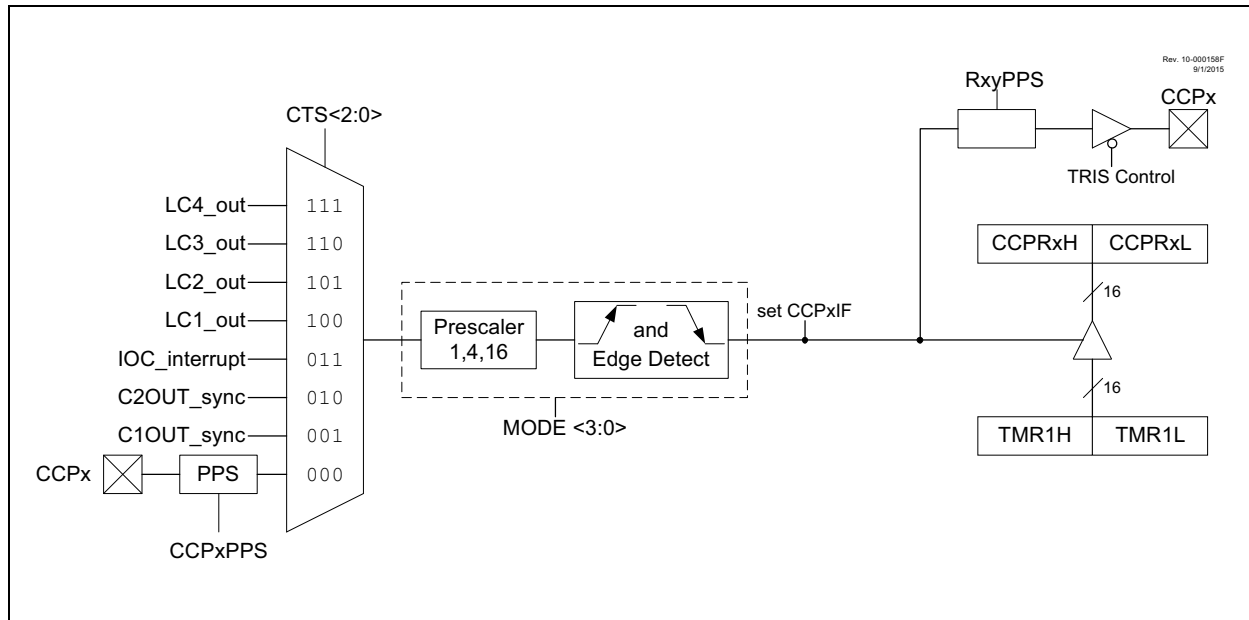 Rev. 10-000158F
9/1/2015
RxyPPS
CCPx
TRIS Control
CTS<2:0>
LC4_out 111
LC3_out 110
LC2_out 101
LC1_out 100
IOC_interrupt 011
C2OUT_sync 010
C1OUT_sync 001
CCPx PPS 000
CCPxPPS
Prescaler
1,4,16
and
Edge Detect
MODE <3:0>
set CCPxIF
CCPRxH CCPRxL
16
16
TMR1H TMR1L